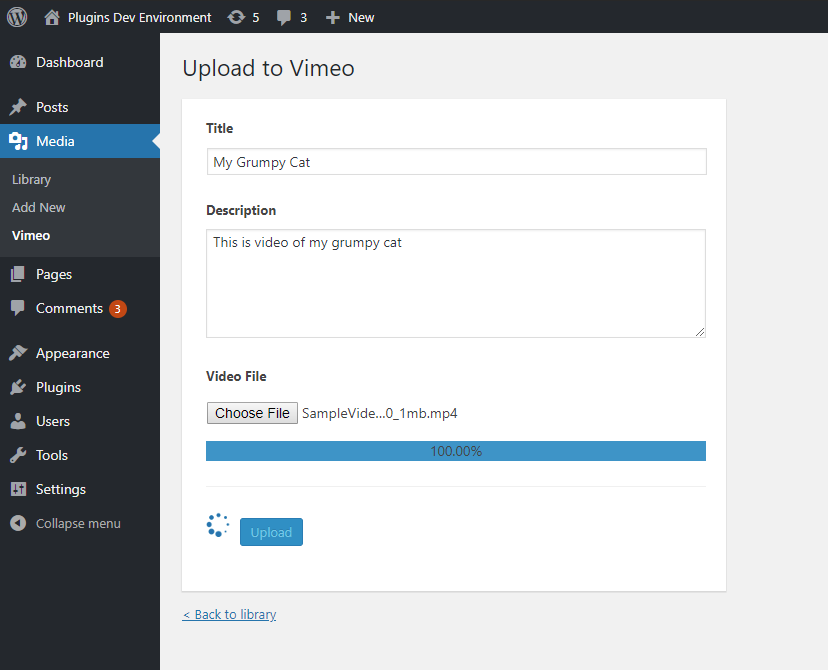 Plugins Dev Environment 5 3 New
Dashboard
Posts
Media
Library
Add New
Vimeo
Pages
Comments 3
Appearance
Plugins
Users
Tools
Settings
Collapse menu
Upload to Vimeo
Title
My Grumpy Cat
Description
This is video of my grumpy cat
Video File
Choose File SampleVide...0_1mb.mp4
100.00%
Upload
< Back to library